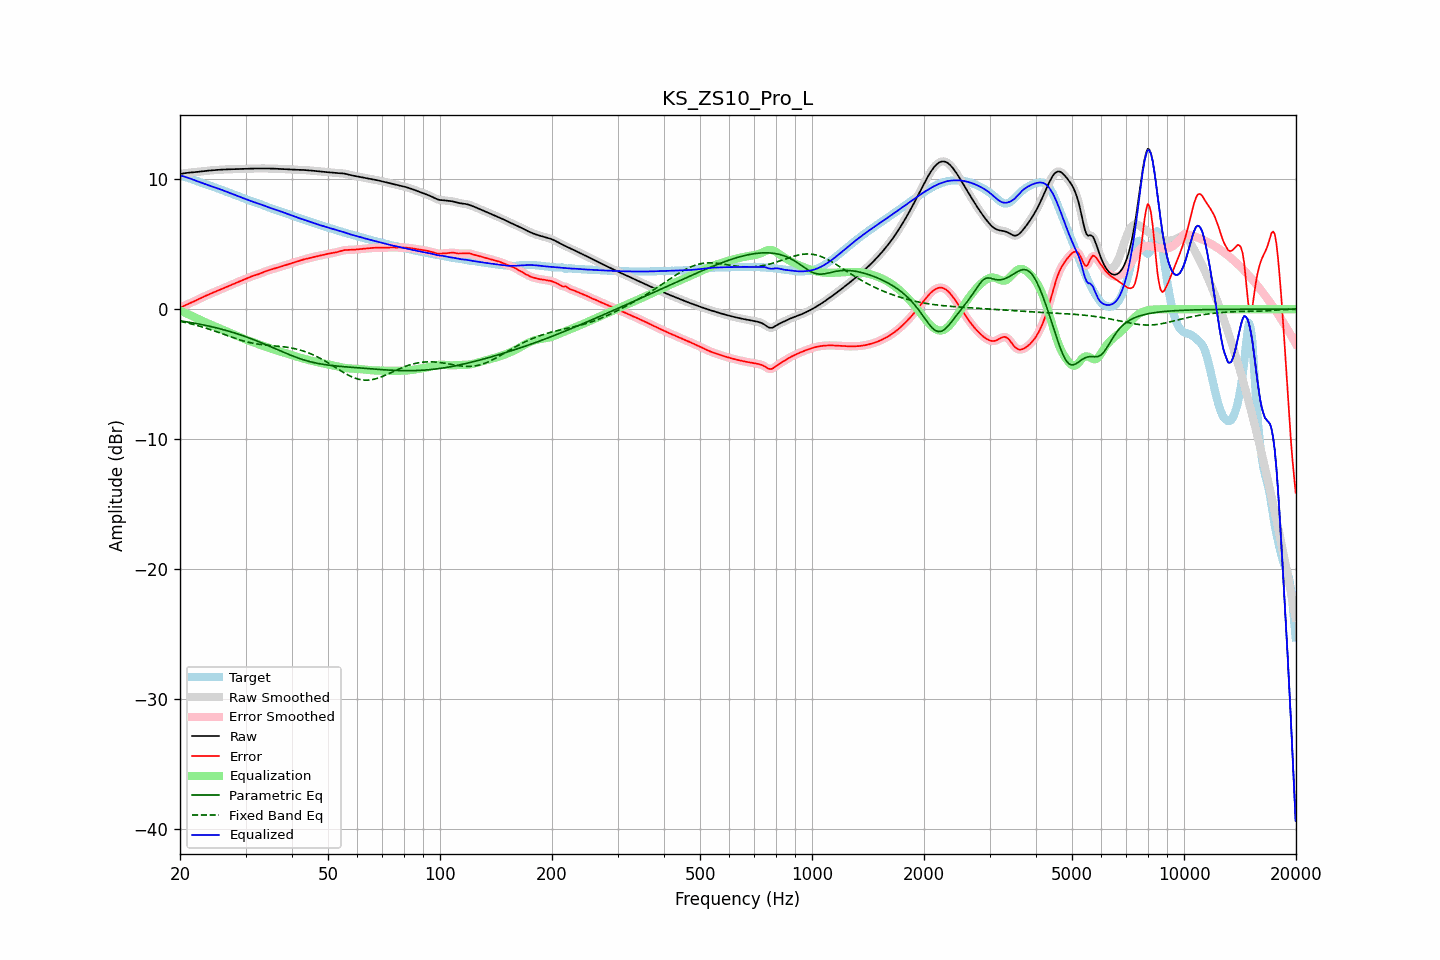 KS_ZS10_Pro_L
10
0
−10
−20
−30
−40
Amplitude (dBr)
Target
Raw Smoothed
Error Smoothed
Raw
Error
Equalization
Parametric Eq
Fixed Band Eq
Equalized
20 50 100 200 500 1000 2000 5000 10000 20000
Frequency (Hz)